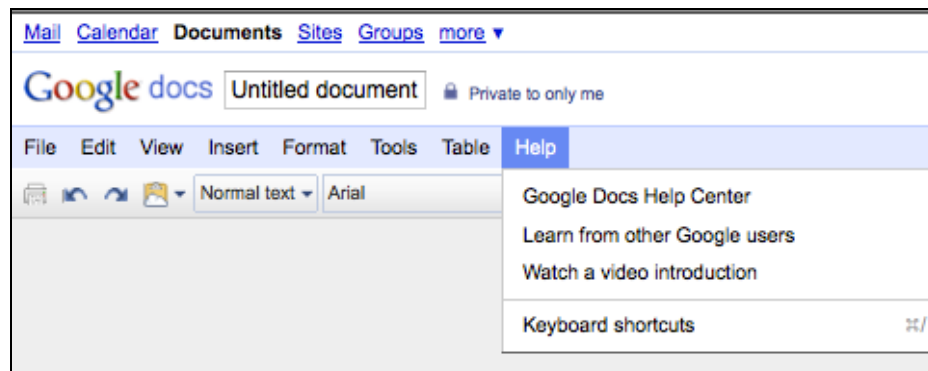 Mail Calendar Documents Sites Groups more ▼
Google docs Untitled document Private to only me
File Edit View Insert Format Tools Table Help
Normal text Arial
Google Docs Help Center
Learn from other Google users
Watch a video introduction
Keyboard shortcuts ⌘/